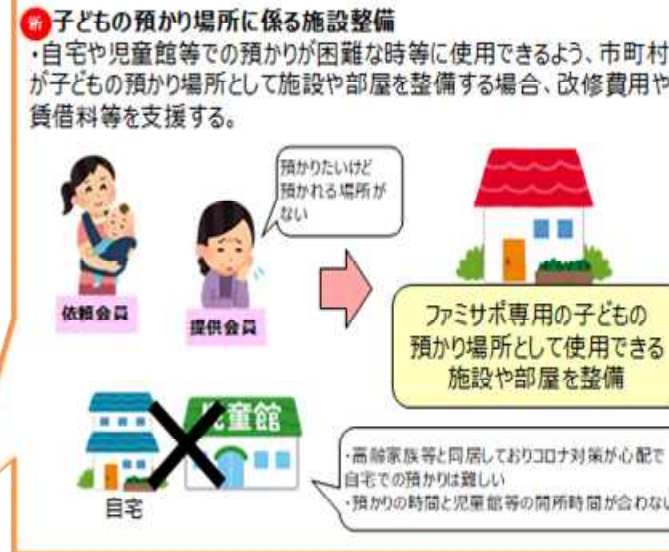 新 子どもの預かり場所に係る施設整備
・自宅や児童館等での預かりが困難な時等に使用できるよう、市町村
が子どもの預かり場所として施設や部屋を整備する場合、改修費用や
賃借料等を支援する。
預かりたいけど
預かれる場所が
ない
依頼会員
提供会員
ファミサポ専用の子どもの
預かり場所として使用できる
施設や部屋を整備
児童館
自宅
・高齢家族等と同居しておりコロナ対策が心配で
自宅での預かりは難しい
・預かりの時間と児童館等の開所時間が合わない